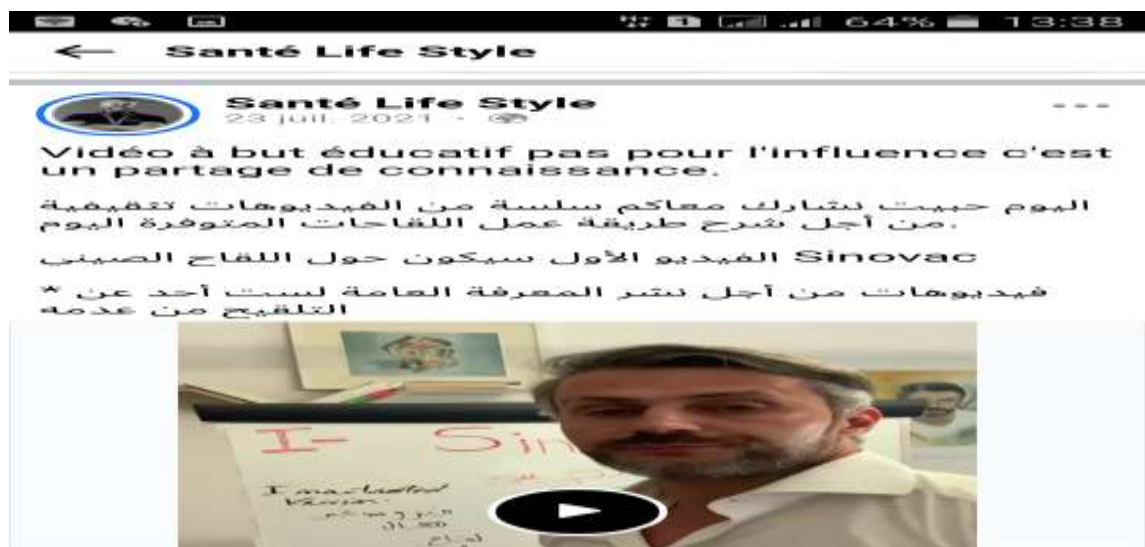 64% 13:38
Santé Life Style
Santé Life Style
23 juil. 2021
Vidéo à but éducatif pas pour l'influence c'est
un partage de connaissance.
اليوم حبيت نشارك معاكم سلسة من الفيديوهات تثقيفية
من أجل شرح طريقة عمل اللقاحات المتوفرة اليوم.
الفيديو الأول سيكون حول اللقاح الصيني Sinovac
* فيديوهات من أجل نشر المعرفة العامة لست أحد عن
التلقيح من عدمه
I- Sin